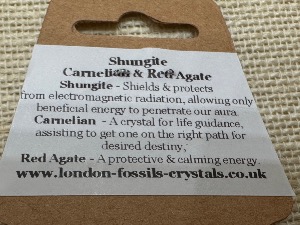 Shungite
Carnelian & Red Agate
Shungite - Shields & protects
from electromagnetic radiation, allowing only
beneficial energy to penetrate our aura
Carnelian - A crystal for life guidance,
assisting to get one on the right path for
desired destiny,
Red Agate - A protective & calming energy.
www.london-fossils-crystals.co.uk